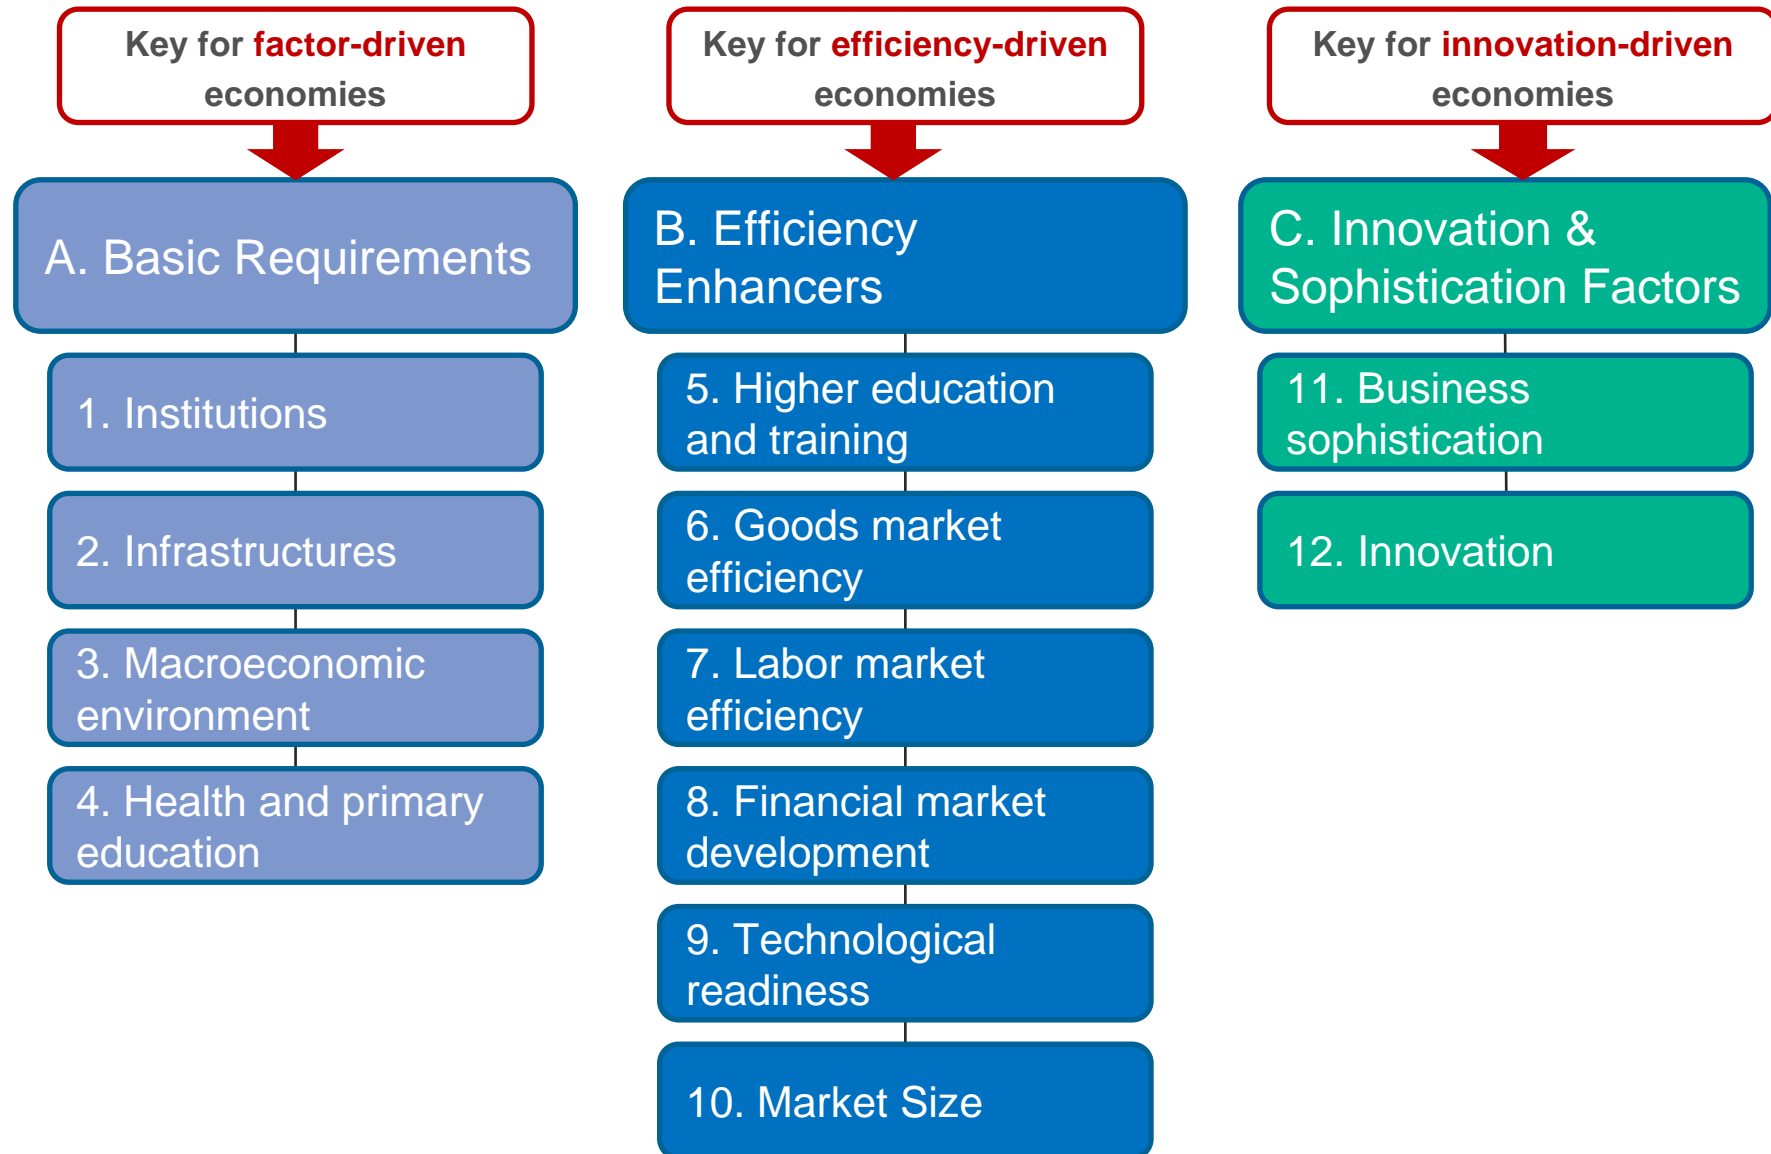 Key for factor-driven
economies
A. Basic Requirements
1. Institutions
2. Infrastructures
3. Macroeconomic
environment
4. Health and primary
education
Key for efficiency-driven
economies
B. Efficiency
Enhancers
5. Higher education
and training
6. Goods market
efficiency
7. Labor market
efficiency
8. Financial market
development
9. Technological
readiness
10. Market Size
Key for innovation-driven
economies
C. Innovation &
Sophistication Factors
11. Business
sophistication
12. Innovation